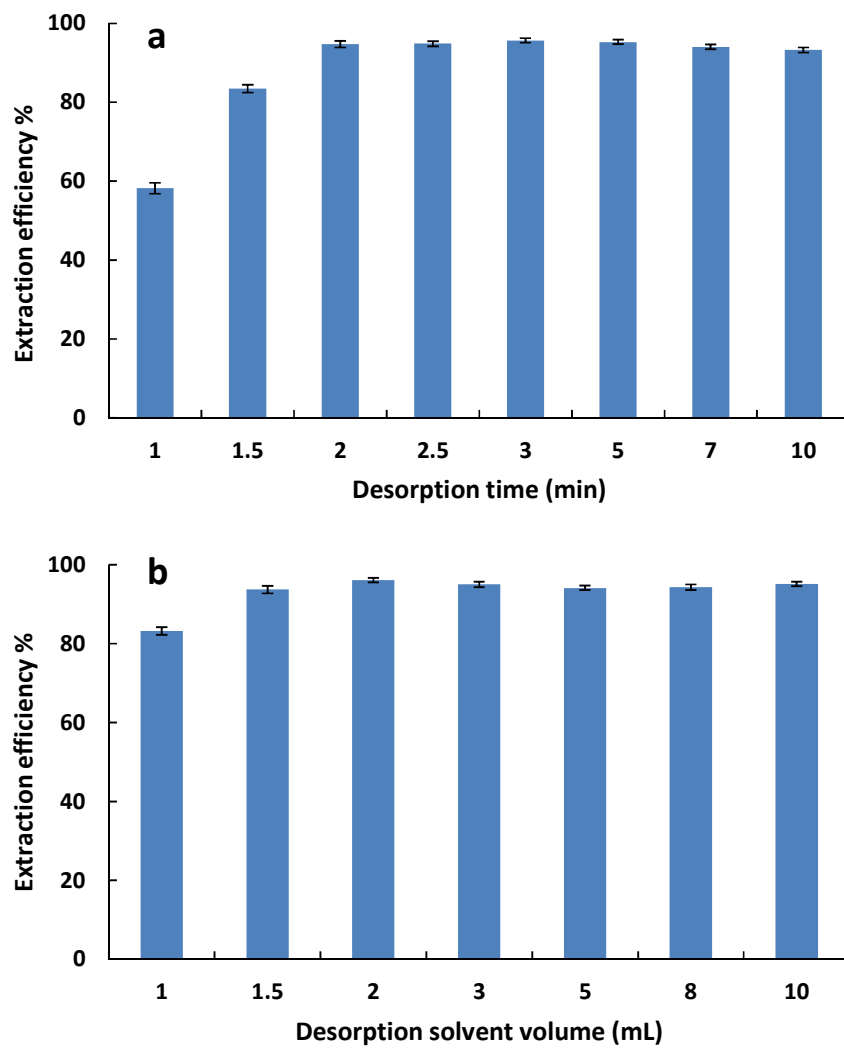 a
Extraction efficiency %
100
80
60
40
20
0
1 1.5 2 2.5 3 5 7 10
Desorption time (min)
b
Extraction efficiency %
100
80
60
40
20
0
1 1.5 2 3 5 8 10
Desorption solvent volume (mL)